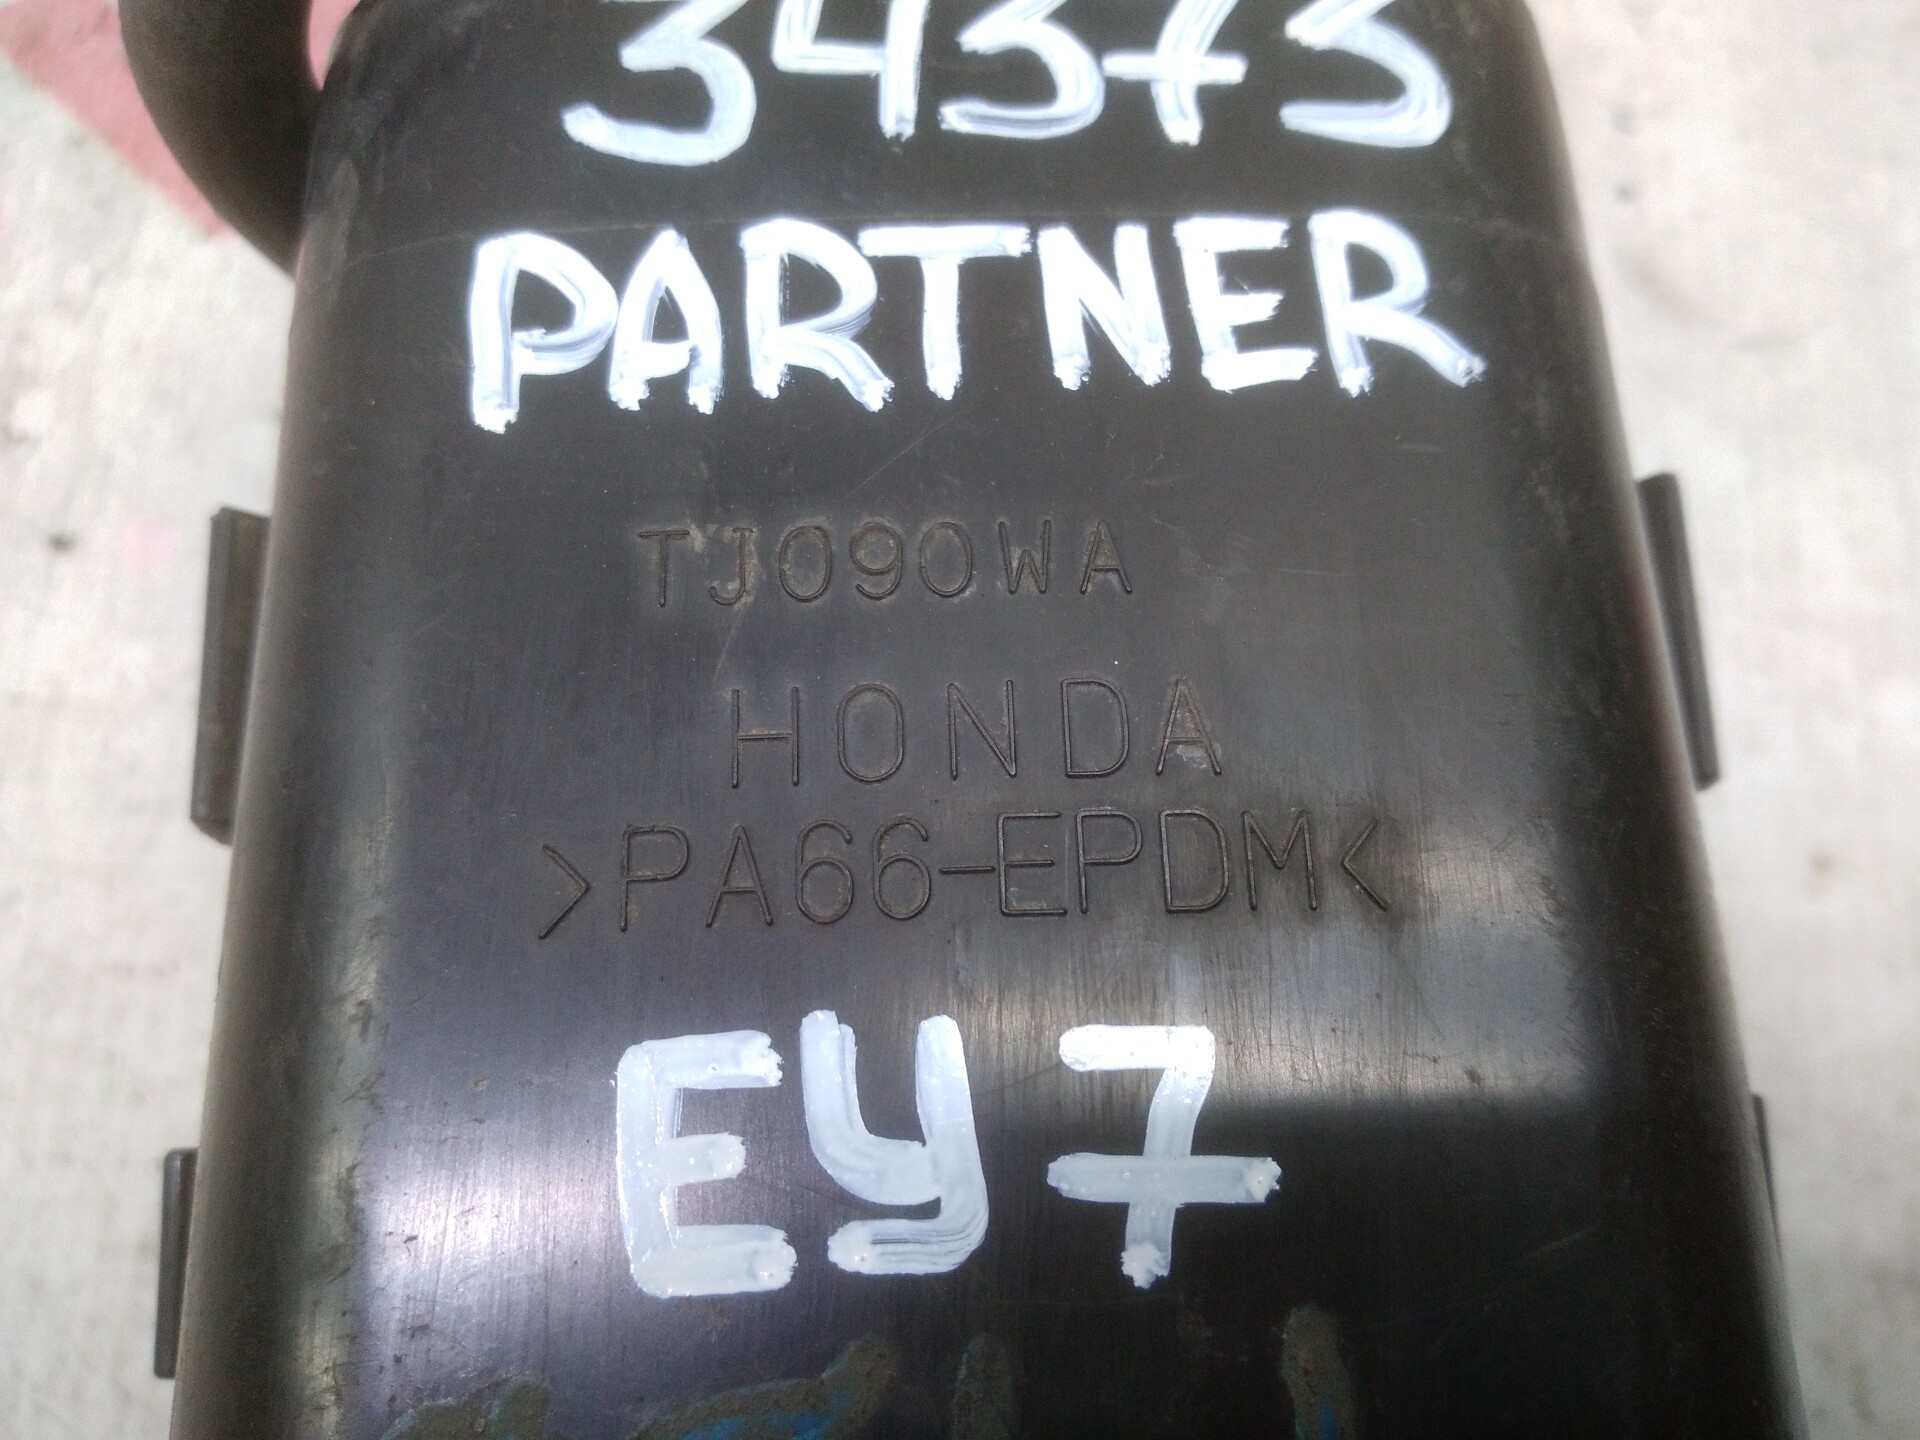 34373
PARTNER
TJ090WA
HONDA
>PA66-EPDM<
EY7